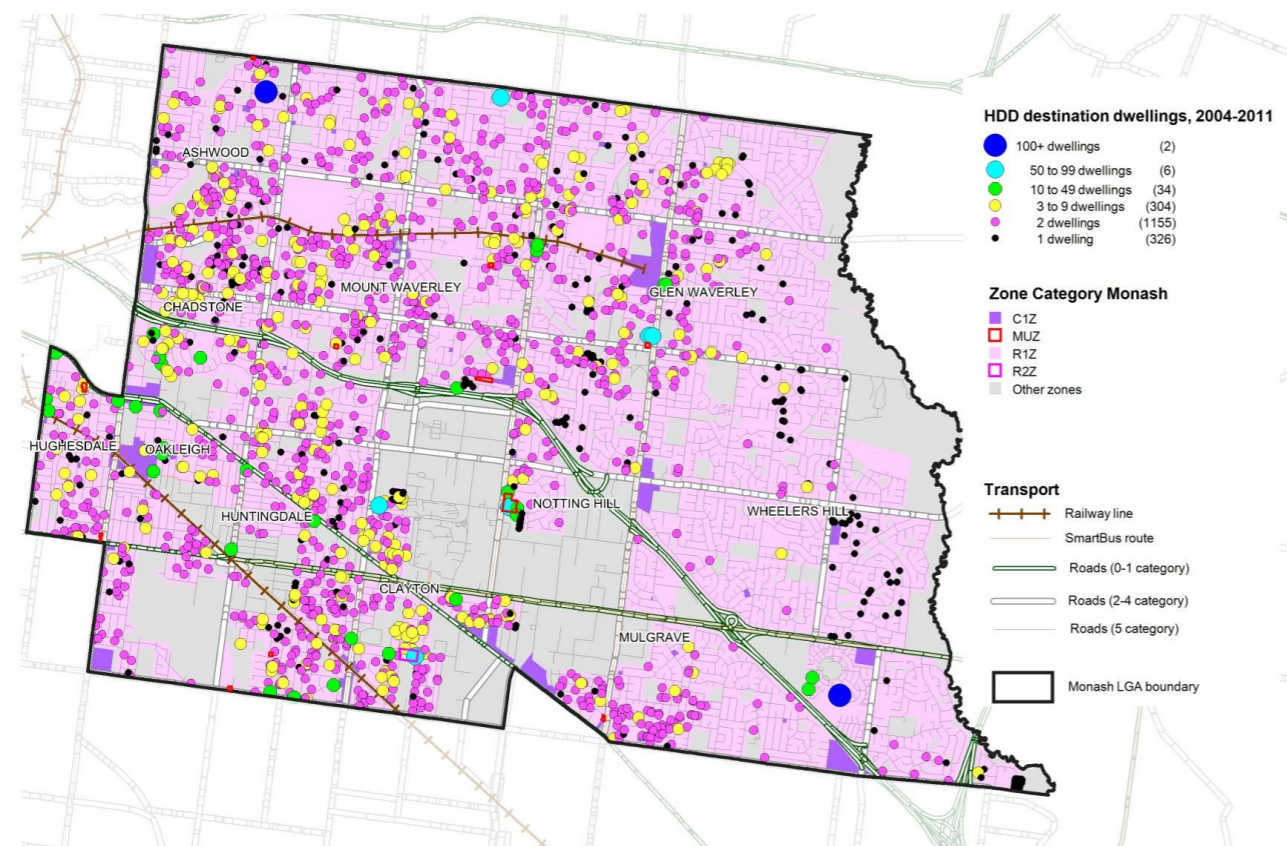 HDD destination dwellings, 2004-2011
100+ dwellings (2)
50 to 99 dwellings (6)
10 to 49 dwellings (34)
3 to 9 dwellings (304)
2 dwellings (1155)
1 dwelling (326)
Zone Category Monash
C1Z
MUZ
R1Z
R2Z
Other zones
Transport
Railway line
SmartBus route
Roads (0-1 category)
Roads (2-4 category)
Roads (5 category)
Monash LGA boundary
ASHWOOD
MOUNT WAVERLEY
GLEN WAVERLEY
CHADSTONE
HUGHESDALE
OAKLEIGH
NOTTING HILL
WHEELERS HILL
HUNTINGDALE
CLAYTON
MULGRAVE